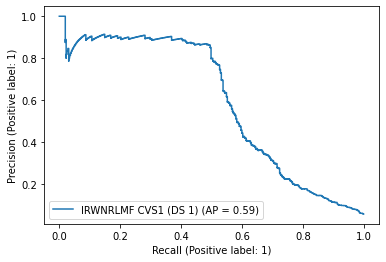 Precision (Positive label: 1)
1.0
0.8
0.6
0.4
0.2
IRWNRLMF CVS1 (DS 1) (AP = 0.59)
0.0 0.2 0.4 0.6 0.8 1.0
Recall (Positive label: 1)